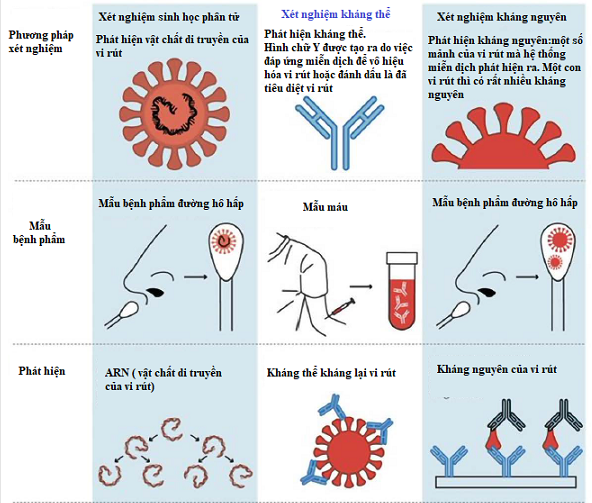 Xét nghiệm sinh học phân tử
Xét nghiệm kháng thể
Xét nghiệm kháng nguyên
Phương pháp
xét nghiệm
Phát hiện vật chất di truyền của
vi rút
Phát hiện kháng thể.
Hình chữ Y được tạo ra do việc
đáp ứng miễn dịch để vô hiệu
hóa vi rút hoặc đánh dấu là đã
tiêu diệt vi rút
Phát hiện kháng nguyên:một số
mảnh của vi rút mà hệ thống
miễn dịch phát hiện ra. Một con
vi rút thì có rất nhiều kháng
nguyên
Mẫu
bệnh phẩm
Mẫu bệnh phẩm đường hô hấp
Mẫu máu
Mẫu bệnh phẩm đường hô hấp
Phát hiện
ARN ( vật chất di truyền
của vi rút)
Kháng thể kháng lại vi rút
Kháng nguyên của vi rút